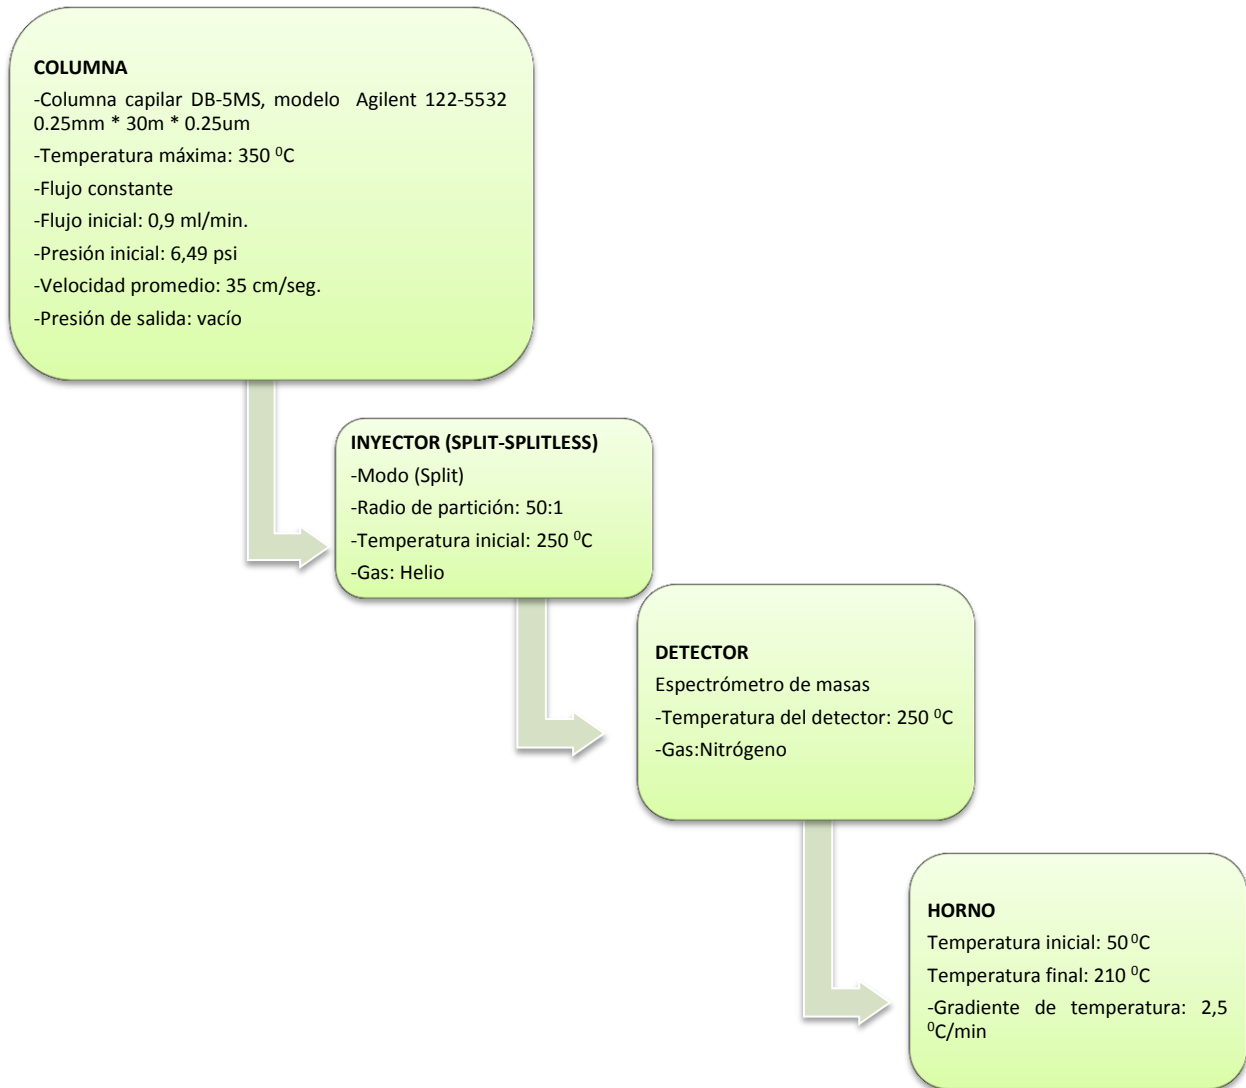 COLUMNA
-Columna capilar DB-5MS, modelo Agilent 122-5532
0.25mm * 30m * 0.25um
-Temperatura máxima: 350 ⁰C
-Flujo constante
-Flujo inicial: 0,9 ml/min.
-Presión inicial: 6,49 psi
-Velocidad promedio: 35 cm/seg.
-Presión de salida: vacío
INYECTOR (SPLIT-SPLITLESS)
-Modo (Split)
-Radio de partición: 50:1
-Temperatura inicial: 250 ⁰C
-Gas: Helio
DETECTOR
Espectrómetro de masas
-Temperatura del detector: 250 ⁰C
-Gas:Nitrógeno
HORNO
Temperatura inicial: 50 ⁰C
Temperatura final: 210 ⁰C
-Gradiente de temperatura: 2,5
⁰C/min